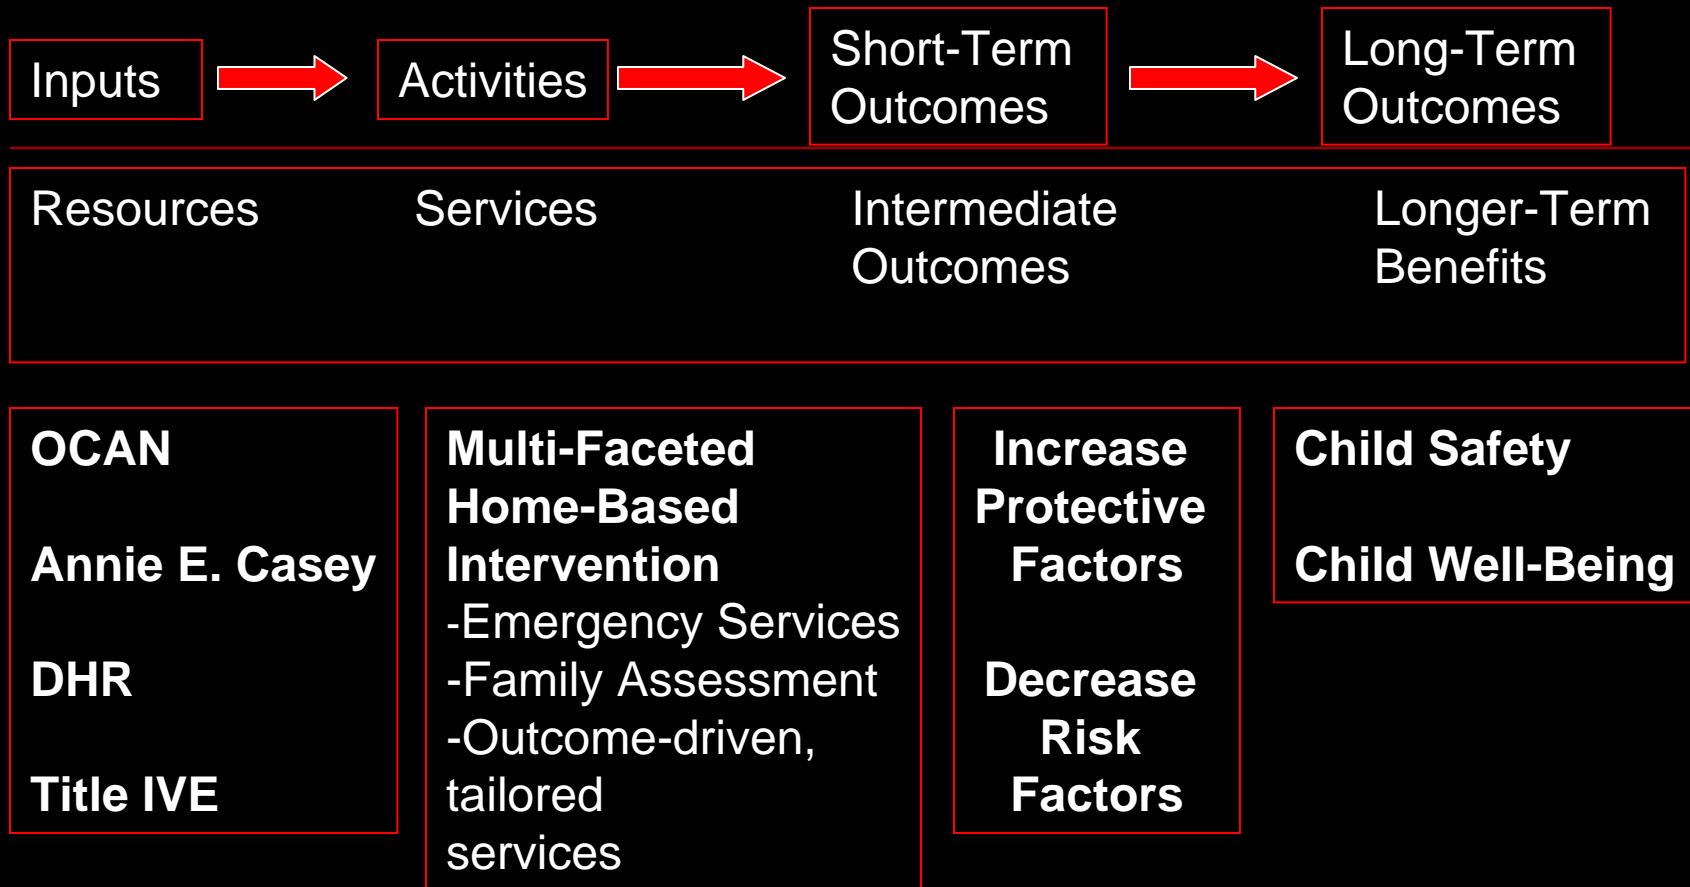 Inputs
Activities
Short-Term
Outcomes
Long-Term
Outcomes
Resources
Services
Intermediate
Outcomes
Longer-Term
Benefits
OCAN
Annie E. Casey
DHR
Title IVE
Multi-Faceted
Home-Based
Intervention
-Emergency Services
-Family Assessment
-Outcome-driven,
tailored
services
Increase
Protective
Factors
Decrease
Risk
Factors
Child Safety
Child Well-Being